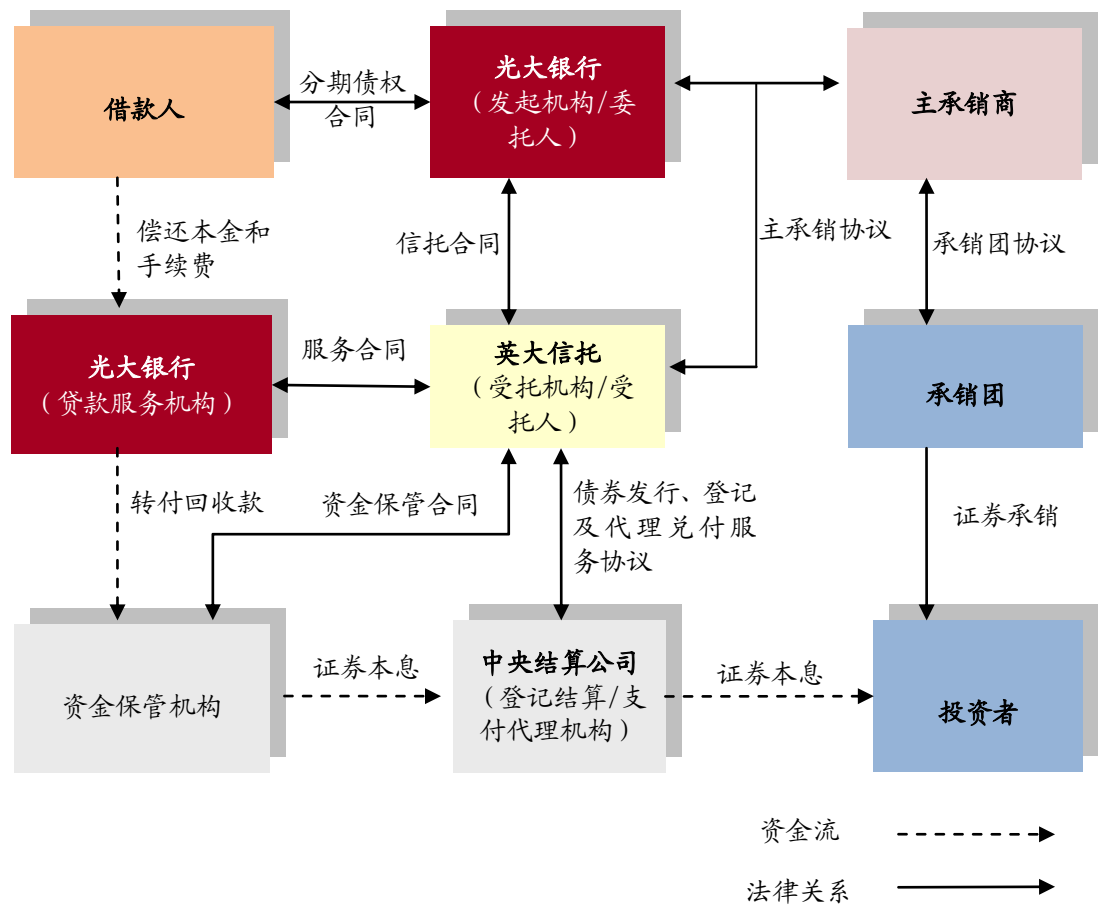 借款人
分期债权
合同
光大银行
（发起机构/委
托人）
主承销商
偿还本金和
手续费
信托合同
主承销协议
承销团协议
光大银行
（贷款服务机构）
服务合同
英大信托
（受托机构/受
托人）
承销团
转付回收款
资金保管合同
债券发行、登记
及代理兑付服
务协议
证券承销
资金保管机构
证券本息
中央结算公司
（登记结算/支
付代理机构）
证券本息
投资者
资金流
法律关系